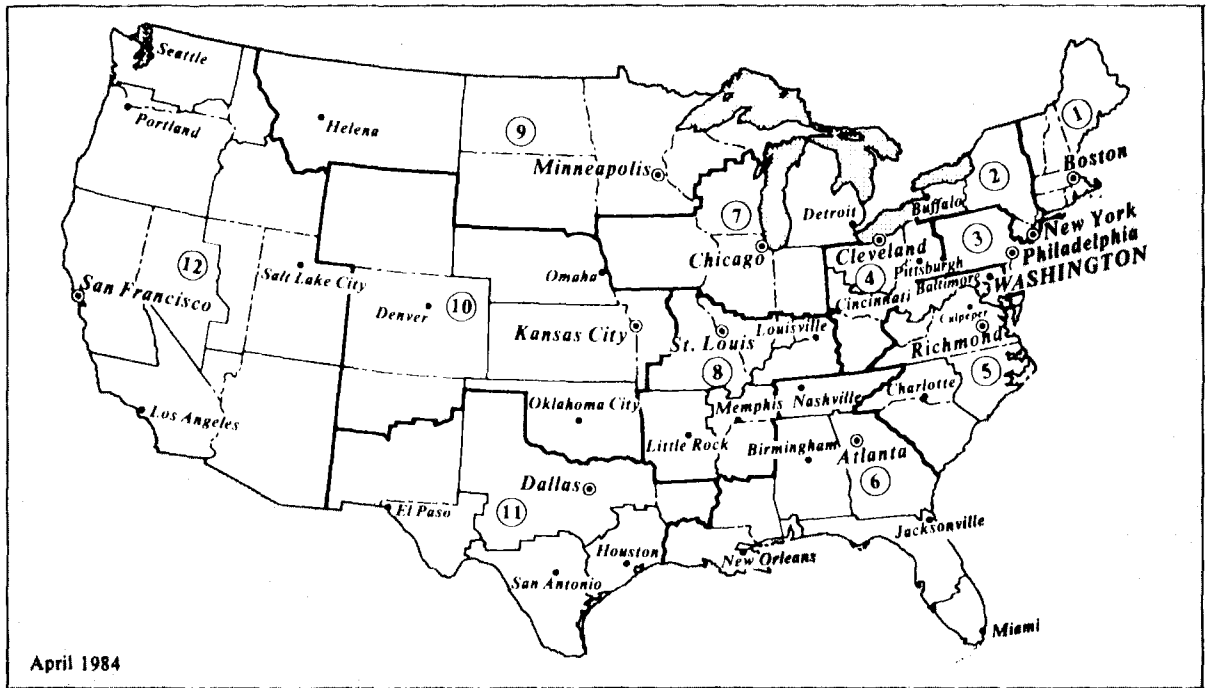 Seattle
Portland
Helena
9
Minneapolis
1
Boston
2
Buffalo
New York
Philadelphia
WASHINGTON
3
7
Detroit
Cleveland
Chicago
4
Pittsburgh
Baltimore
Cincinnati
12
Salt Lake City
San Francisco
Omaha
Denver
10
Kansas City
St. Louis
Louisville
Culpeper
Richmond
8
5
Los Angeles
Oklahoma City
Memphis
Nashville
Charlotte
Little Rock
Birmingham
Atlanta
6
Dallas
El Paso
11
Houston
San Antonio
New Orleans
Jacksonville
Miami
April 1984